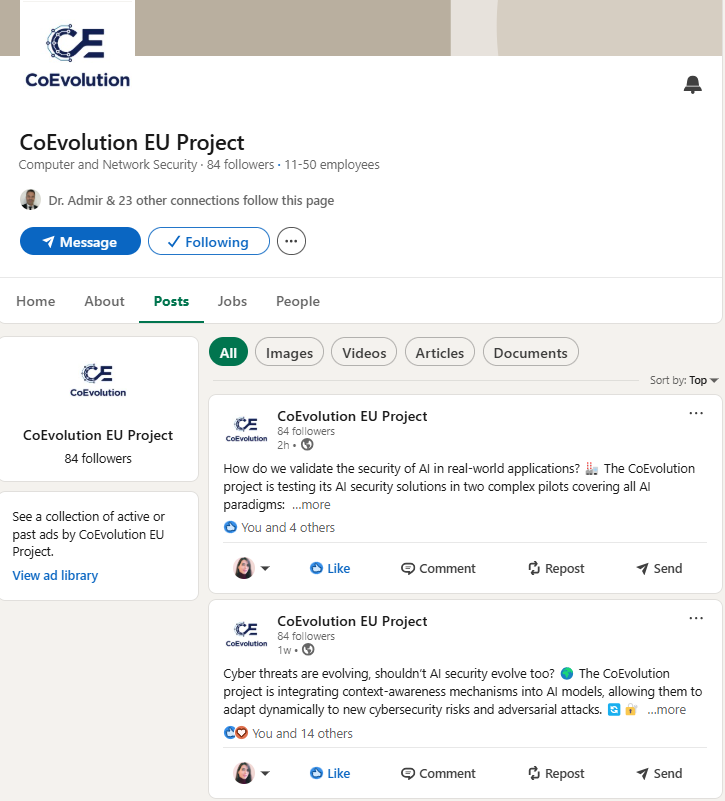 CoEvolution
CoEvolution EU Project
Computer and Network Security · 84 followers · 11-50 employees
Dr. Admir & 23 other connections follow this page
Message
Following
Home About Posts Jobs People
CoEvolution
CoEvolution EU Project
84 followers
See a collection of active or
past ads by CoEvolution EU
Project.
View ad library
All Images Videos Articles Documents
Sort by: Top
CoEvolution
CoEvolution EU Project
84 followers
2h •
How do we validate the security of AI in real-world applications? 🏭 The CoEvolution
project is testing its AI security solutions in two complex pilots covering all AI
paradigms: ...more
You and 4 others
Like Comment Repost Send
CoEvolution
CoEvolution EU Project
84 followers
1w •
Cyber threats are evolving, shouldn't AI security evolve too? 🌍 The CoEvolution
project is integrating context-awareness mechanisms into AI models, allowing them to
adapt dynamically to new cybersecurity risks and adversarial attacks. 🔄 🔐 ...more
You and 14 others
Like Comment Repost Send